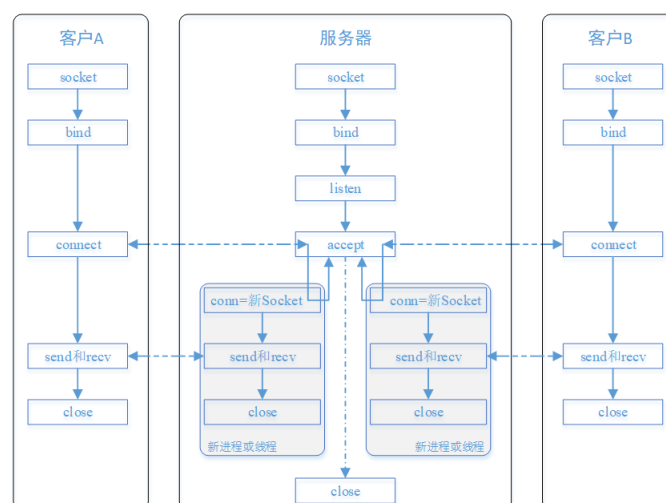 客户A
socket
bind
connect
send和recv
close
服务器
socket
bind
listen
accept
conn=新Socket
send和recv
close
新进程或线程
conn=新Socket
send和recv
close
新进程或线程
close
客户B
socket
bind
connect
send和recv
close